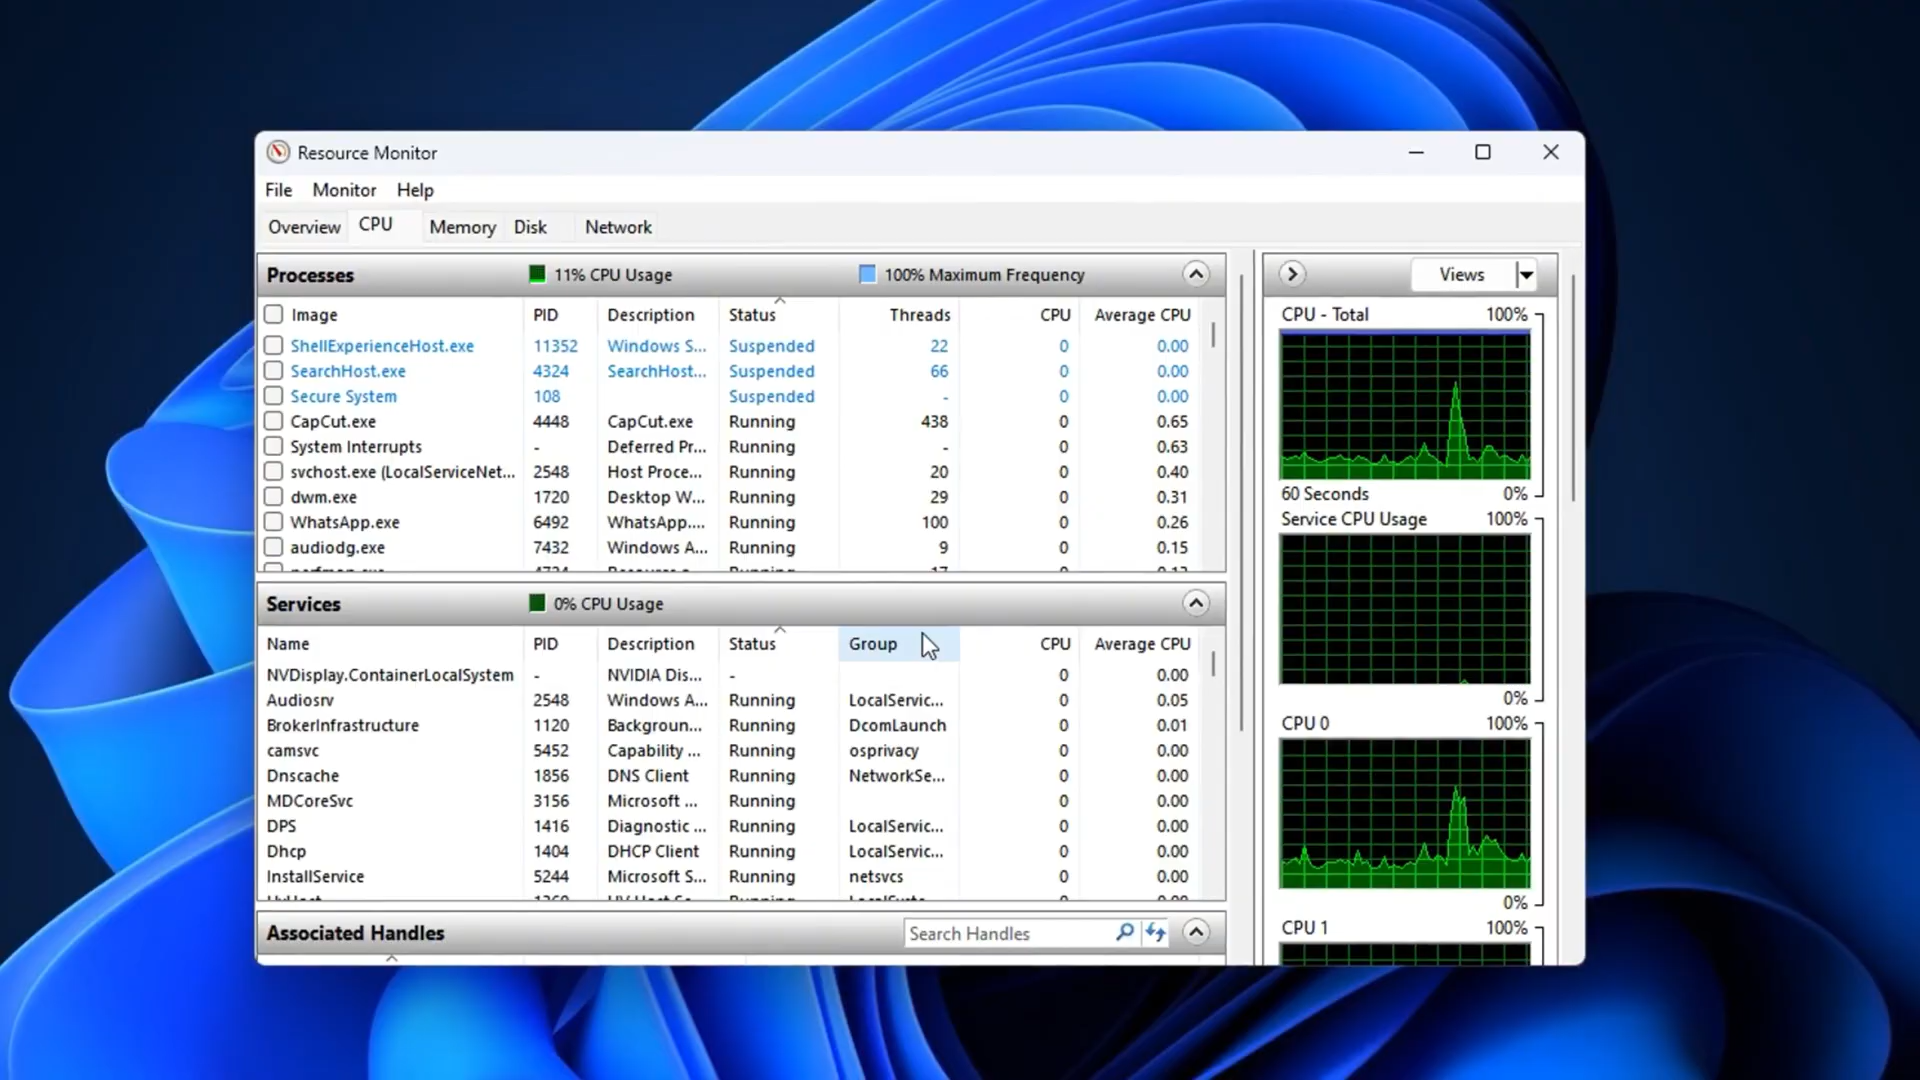 Resource Monitor
File Monitor Help
Overview CPU Memory Disk Network
Processes 11% CPU Usage 100% Maximum Frequency
Image PID Description Status Threads CPU Average CPU
ShellExperienceHost.exe 11352 Windows S... Suspended 22 0 0.00
SearchHost.exe 4324 SearchHost... Suspended 66 0 0.00
Secure System 108 Suspended - 0 0.00
CapCut.exe 4448 CapCut.exe Running 438 0 0.65
System Interrupts - Deferred Pr... Running - 0 0.63
svchost.exe (LocalServiceNet... 2548 Host Proce... Running 20 0 0.40
dwm.exe 1720 Desktop W... Running 29 0 0.31
WhatsApp.exe 6492 WhatsApp.... Running 100 0 0.26
audiodg.exe 7432 Windows A... Running 9 0 0.15
Services 0% CPU Usage
Name PID Description Status Group CPU Average CPU
NVDisplay.ContainerLocalSystem - NVIDIA Dis... - 0 0.00
Audiosrv 2548 Windows A... Running LocalServic... 0 0.05
BrokerInfrastructure 1120 Backgroun... Running DcomLaunch 0 0.01
camsvc 5452 Capability ... Running osprivacy 0 0.00
Dnscache 1856 DNS Client Running NetworkSe... 0 0.00
MDCoreSvc 3156 Microsoft ... Running 0 0.00
DPS 1416 Diagnostic ... Running LocalServic... 0 0.00
Dhcp 1404 DHCP Client Running LocalServic... 0 0.00
InstallService 5244 Microsoft S... Running netsvcs 0 0.00
Associated Handles Search Handles
Views
CPU - Total 100%
60 Seconds 0%
Service CPU Usage 100%
0%
CPU 0 100%
0%
CPU 1 100%